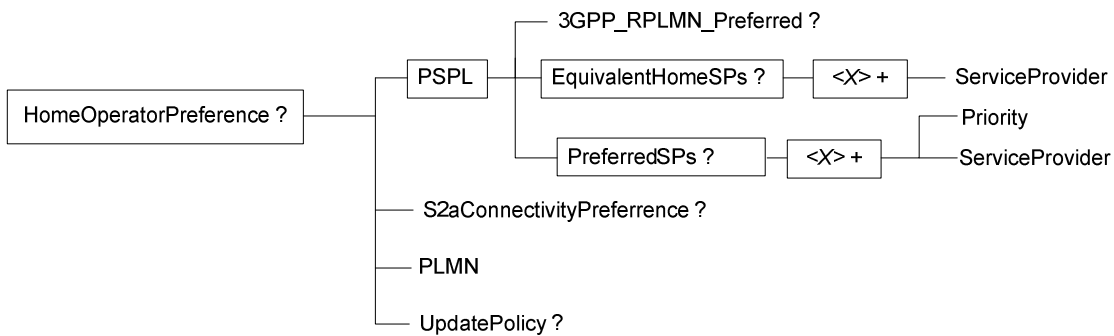 3GPP_RPLMN_Preferred ?
PSPL
EquivalentHomeSPs ?
<X> +
ServiceProvider
HomeOperatorPreference ?
Priority
PreferredSPs ?
<X> +
ServiceProvider
S2aConnectivityPreferrence ?
PLMN
UpdatePolicy ?